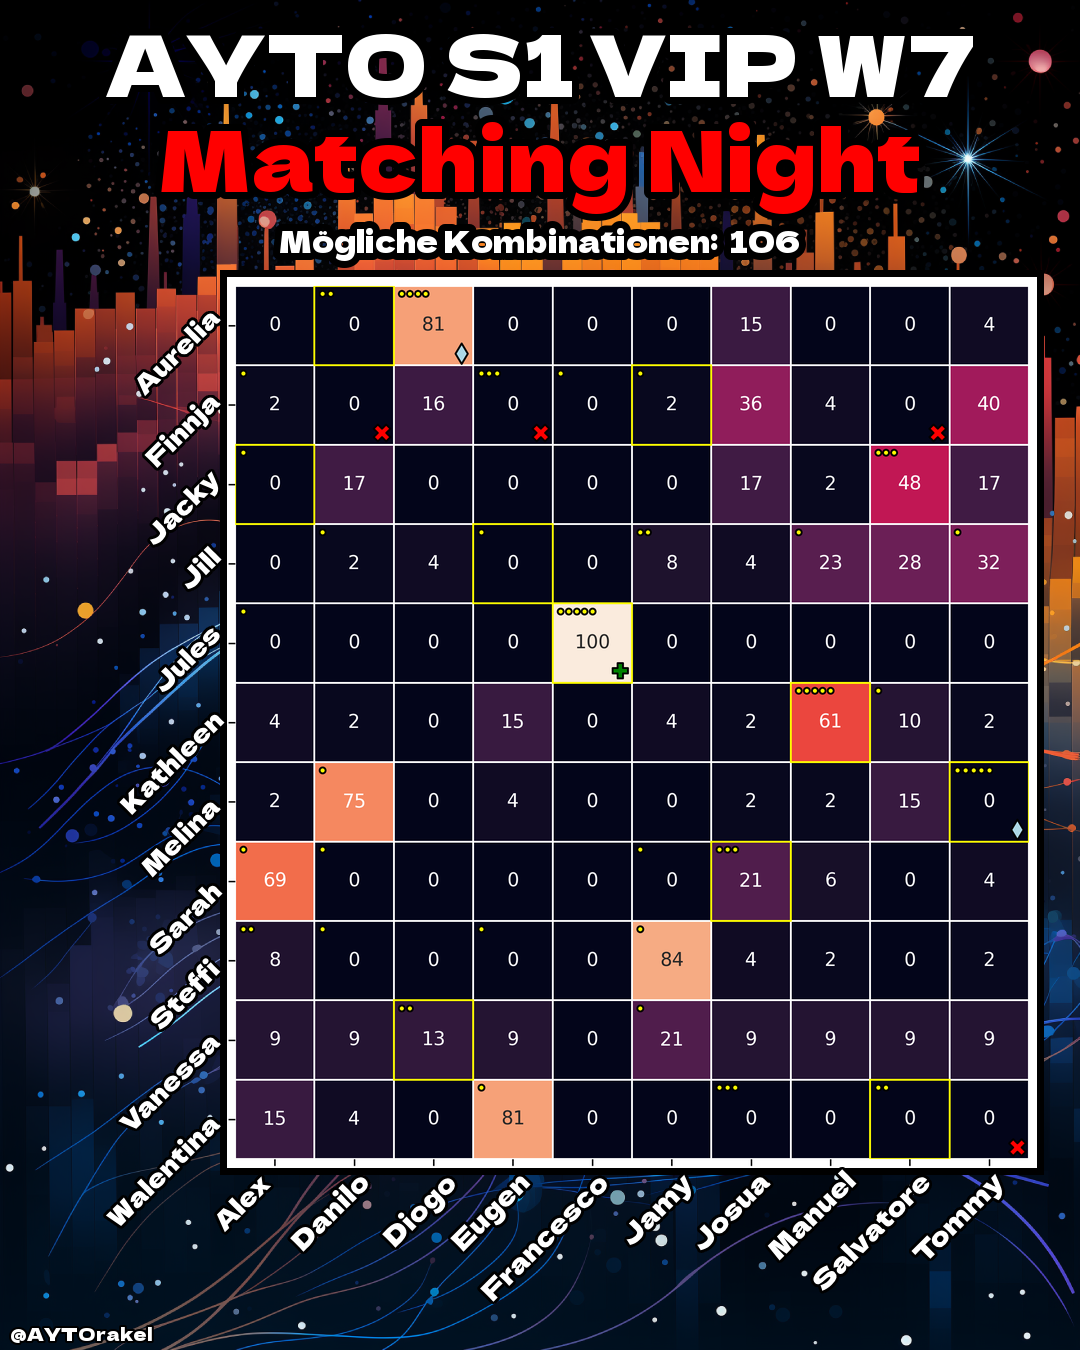 AYTO S1 VIP W7
Matching Night
Mögliche Kombinationen: 106
Aurelia 0 0 81 0 0 0 15 0 0 4
Finnja 2 0 16 0 0 2 36 4 0 40
Jacky 0 17 0 0 0 0 17 2 48 17
Jill 0 2 4 0 0 8 4 23 28 32
Jules 0 0 0 0 100 0 0 0 0 0
Kathleen 4 2 0 15 0 4 2 61 10 2
Melina 2 75 0 4 0 0 2 2 15 0
Sarah 69 0 0 0 0 0 21 6 0 4
Steffi 8 0 0 0 0 84 4 2 0 2
Vanessa 9 9 13 9 0 21 9 9 9 9
Walentina 15 4 0 81 0 0 0 0 0 0
Alex Danilo Diogo Eugen Francesco Jamy Josua Manuel Salvatore Tommy
@AYTOrakel